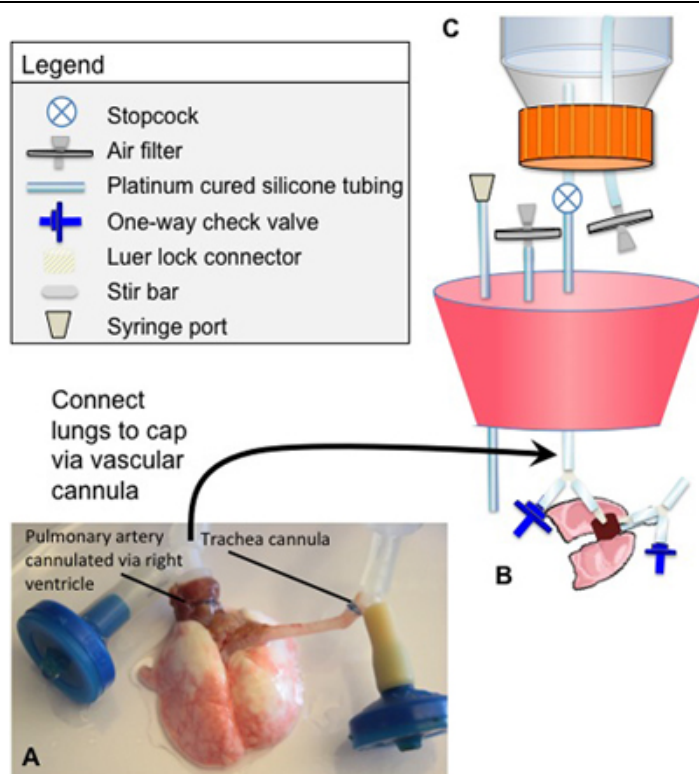 C
Legend
Stopcock
Air filter
Platinum cured silicone tubing
One-way check valve
Luer lock connector
Stir bar
Syringe port
Connect
lungs to cap
via vascular
cannula
Pulmonary artery
cannulated via right
ventricle
Trachea cannula
B
A